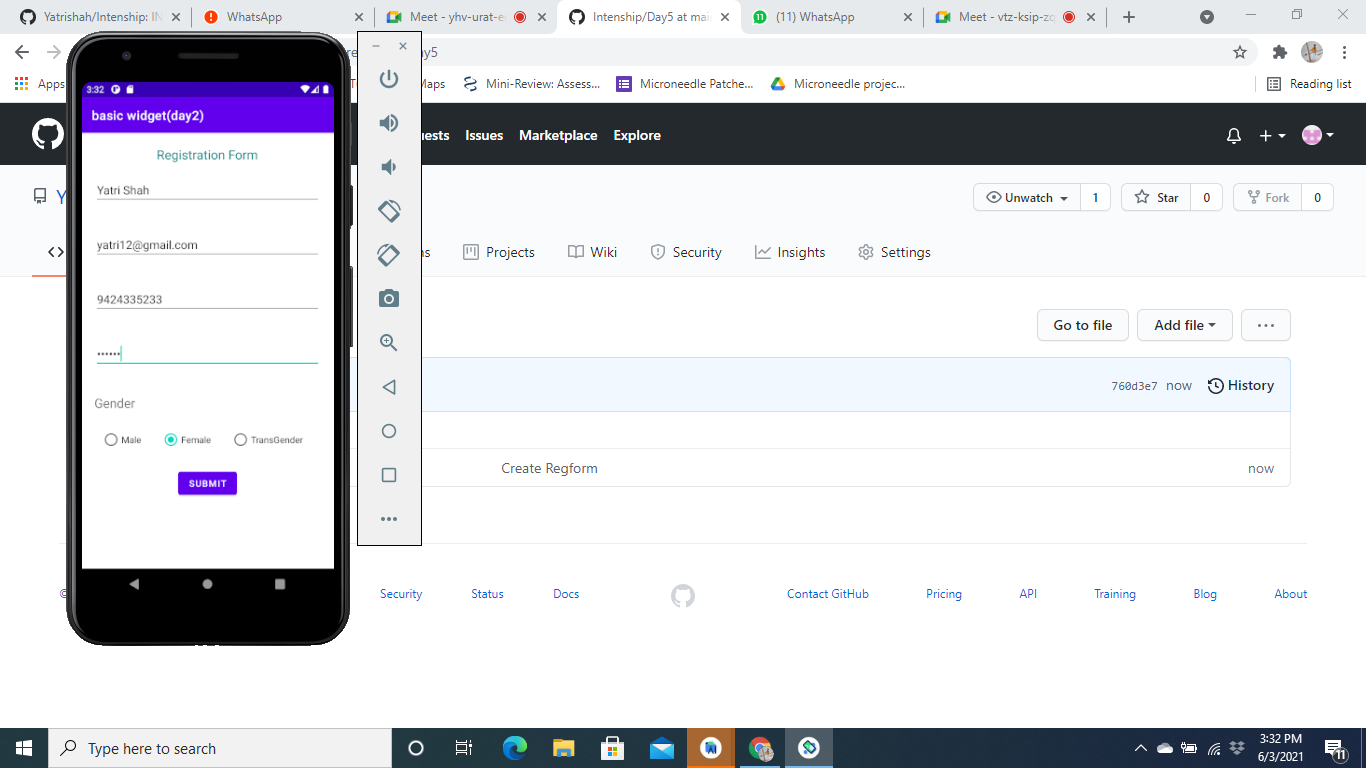 Yatrishah/Intenship: IN
WhatsApp
Meet - yhv-urat-e
Intenship/Day5 at mai
(11) WhatsApp
Meet - vtz-ksip-zq
Apps
Maps
Mini-Review: Assess...
Microneedle Patche...
Microneedle projec...
Reading list
Issues
Marketplace
Explore
3:32
basic widget(day2)
Registration Form
Yatri Shah
yatri12@gmail.com
9424335233
••••••
Gender
Male
Female
TransGender
SUBMIT
Unwatch
1
Star
0
Fork
0
Projects
Wiki
Security
Insights
Settings
Go to file
Add file
760d3e7
now
History
Create Regform
now
Security
Status
Docs
Contact GitHub
Pricing
API
Training
Blog
About
Type here to search
3:32 PM
6/3/2021
11